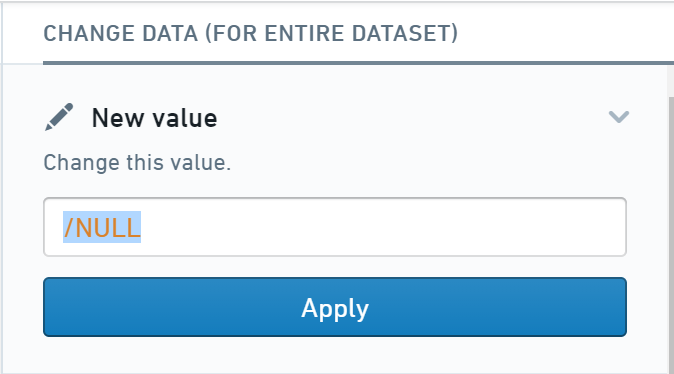 CHANGE DATA (FOR ENTIRE DATASET)
New value
Change this value.
/NULL
Apply